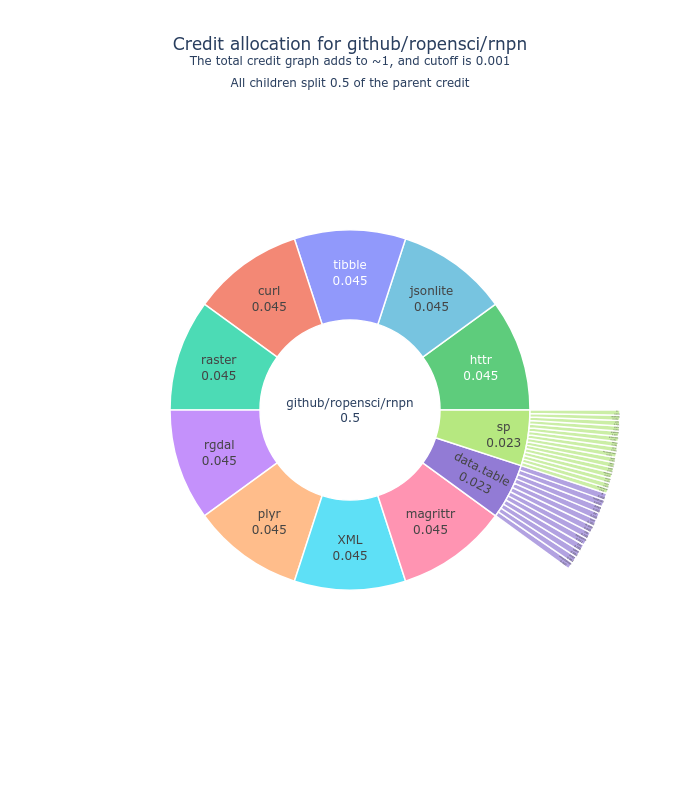 Credit allocation for github/ropensci/rnpn
The total credit graph adds to ~1, and cutoff is 0.001
All children split 0.5 of the parent credit
tibble
0.045
curl
0.045
jsonlite
0.045
raster
0.045
httr
0.045
github/ropensci/rnpn
0.5
sp
0.023
rgdal
0.045
data.table
0.023
plyr
0.045
magrittr
0.045
XML
0.045